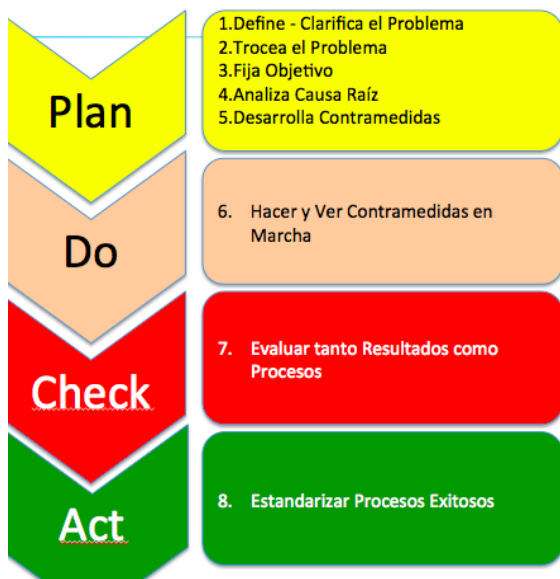 Plan
1.Define - Clarifica el Problema
2.Trocea el Problema
3.Fija Objetivo
4.Analiza Causa Raíz
5.Desarrolla Contramedidas
Do
6. Hacer y Ver Contramedidas en
Marcha
Check
7. Evaluar tanto Resultados como
Procesos
Act
8. Estandarizar Procesos Exitosos